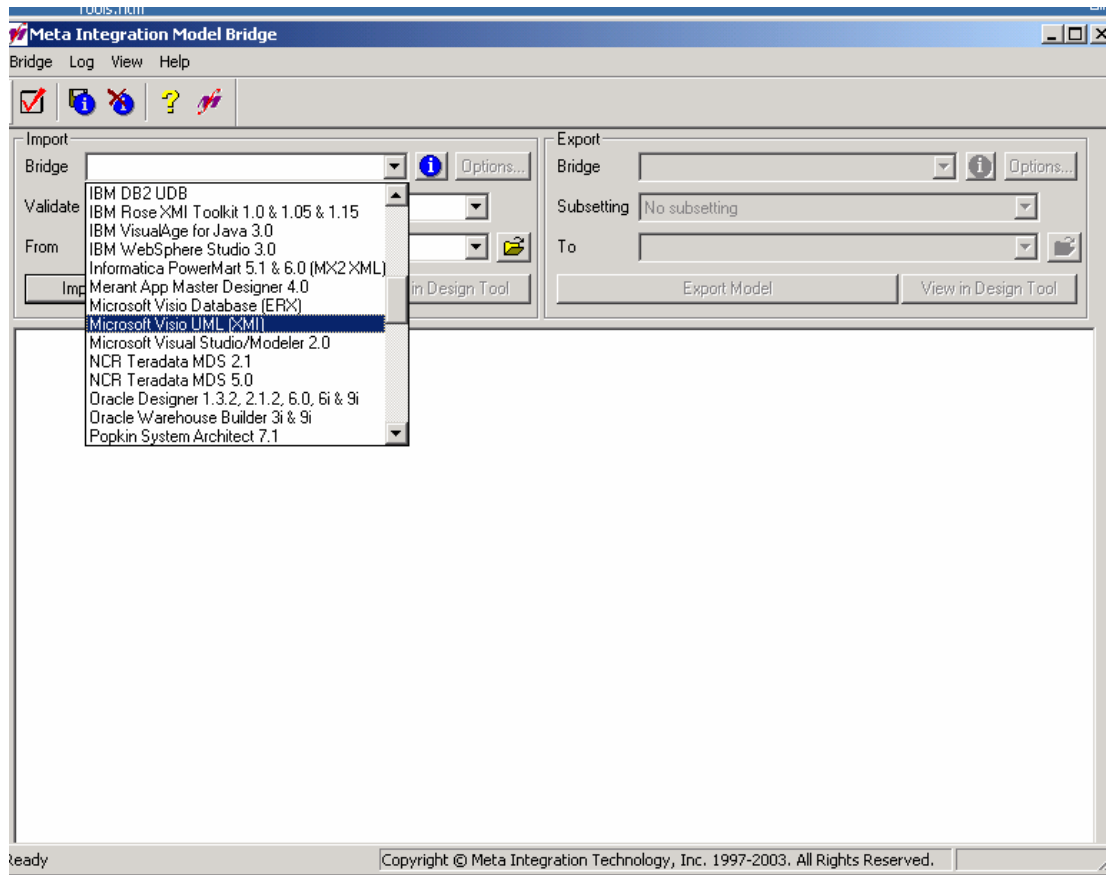 Tools.htm
Meta Integration Model Bridge
Bridge Log View Help
Import
Bridge
Options...
IBM DB2 UDB
IBM Rose XMI Toolkit 1.0 & 1.05 & 1.15
IBM VisualAge for Java 3.0
IBM WebSphere Studio 3.0
Informatica PowerMart 5.1 & 6.0 (MX2 XML)
Merant App Master Designer 4.0
Microsoft Visio Database (ERX)
Microsoft Visio UML (XMI)
Microsoft Visual Studio/Modeler 2.0
NCR Teradata MDS 2.1
NCR Teradata MDS 5.0
Oracle Designer 1.3.2, 2.1.2, 6.0, 6i & 9i
Oracle Warehouse Builder 3i & 9i
Popkin System Architect 7.1
Validate
From
Imp
in Design Tool
Export
Bridge
Options...
Subsetting No subsetting
To
Export Model
View in Design Tool
Ready
Copyright © Meta Integration Technology, Inc. 1997-2003. All Rights Reserved.